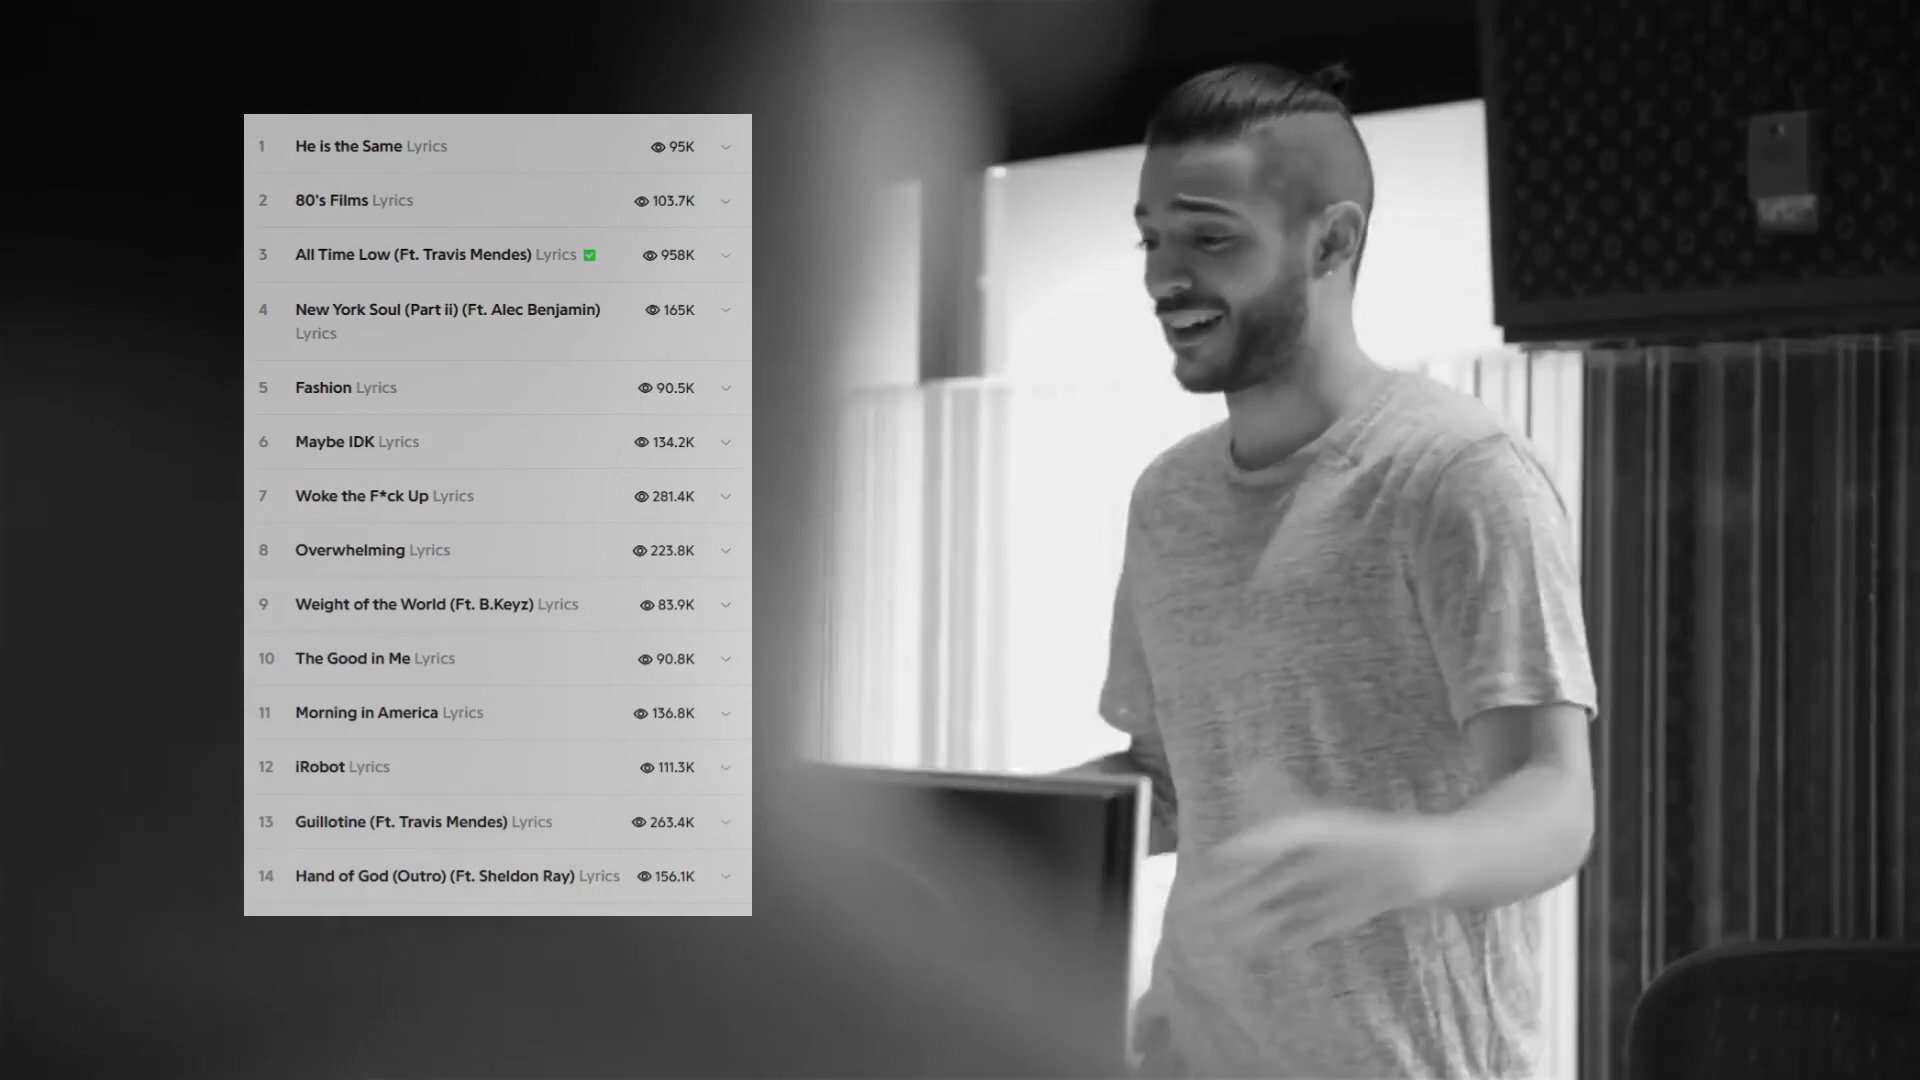 1 He is the Same Lyrics 95K
2 80's Films Lyrics 103.7K
3 All Time Low (Ft. Travis Mendes) Lyrics 958K
4 New York Soul (Part ii) (Ft. Alec Benjamin) 165K
Lyrics
5 Fashion Lyrics 90.5K
6 Maybe IDK Lyrics 134.2K
7 Woke the F*ck Up Lyrics 281.4K
8 Overwhelming Lyrics 223.8K
9 Weight of the World (Ft. B.Keyz) Lyrics 83.9K
10 The Good in Me Lyrics 90.8K
11 Morning in America Lyrics 136.8K
12 iRobot Lyrics 111.3K
13 Guillotine (Ft. Travis Mendes) Lyrics 263.4K
14 Hand of God (Outro) (Ft. Sheldon Ray) Lyrics 156.1K